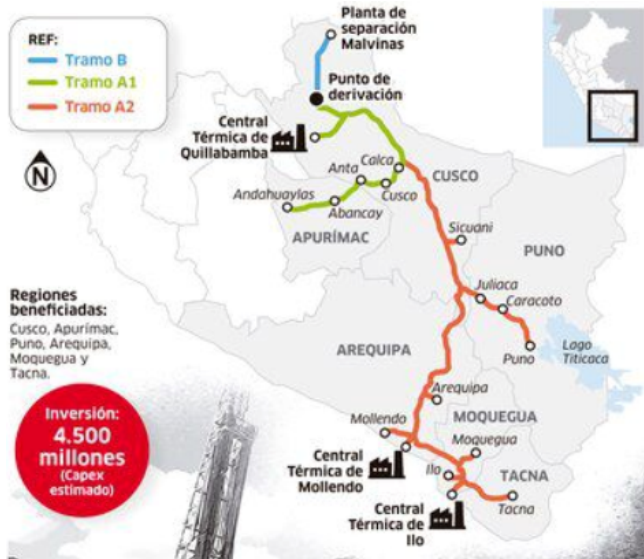 Planta de
separación
Malvinas
REF:
Tramo B
Tramo A1
Tramo A2
Punto de
derivación
Central
Térmica de
Quillabamba
N
Calca
Anta
Cusco
CUSCO
Andahuaylas
Abancay
APURÍMAC
Sicuani
PUNO
Juliaca
Caracoto
Puno
Lago
Titicaca
Regiones
beneficiadas:
Cusco, Apurímac,
Puno, Arequipa,
Moquegua y
Tacna.
AREQUIPA
Arequipa
MOQUEGUA
Mollendo
Moquegua
Central
Térmica de
Mollendo
Ilo
TACNA
Tacna
Central
Térmica de
Ilo
Inversión:
4.500
millones
(Capex
estimado)